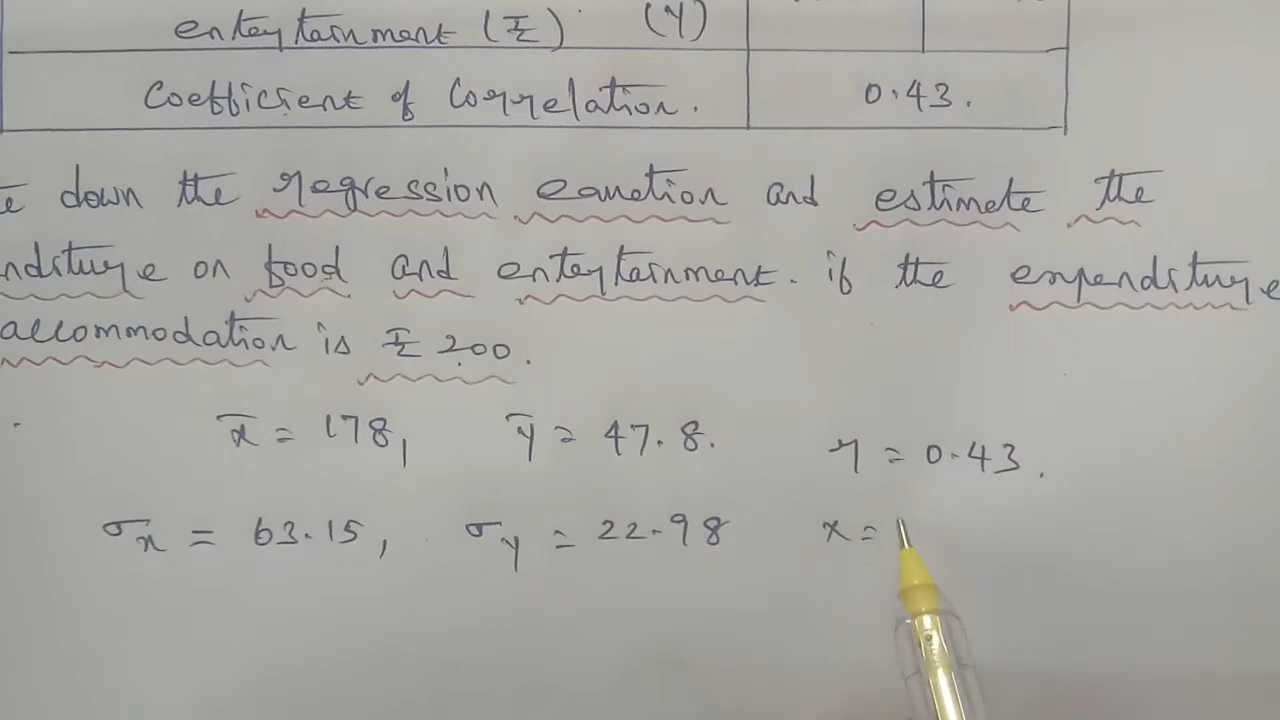 entertainment (₹) (Y)
Coefficient of Correlation. 0.43.
down the regression equation and estimate the
on food and entertainment. if the expenditure
accommodation is ₹ 200.
x̄ = 178, ȳ = 47.8. r = 0.43.
σx = 63.15, σy = 22.98 x =